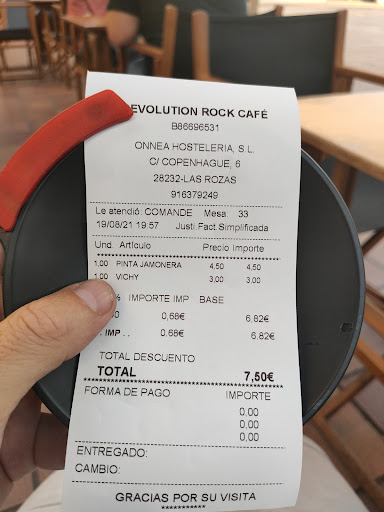 EVOLUTION ROCK CAFÉ
B86696531
ONNEA HOSTELERIA, S.L.
C/ COPENHAGUE, 6
28232-LAS ROZAS
916379249
Le atendió: COMANDE Mesa: 33
19/08/21 19:57 Justi.Fact.Simplificada
Und. Artículo Precio Importe
1,00 PINTA JAMONERA 4,50 4,50
1,00 VICHY 3,00 3,00
% IMPORTE IMP BASE
0,68€ 6,82€
IMP . . 0,68€ 6,82€
TOTAL DESCUENTO
TOTAL 7,50€
FORMA DE PAGO IMPORTE
0,00
0,00
0,00
ENTREGADO:
CAMBIO:
GRACIAS POR SU VISITA
***********